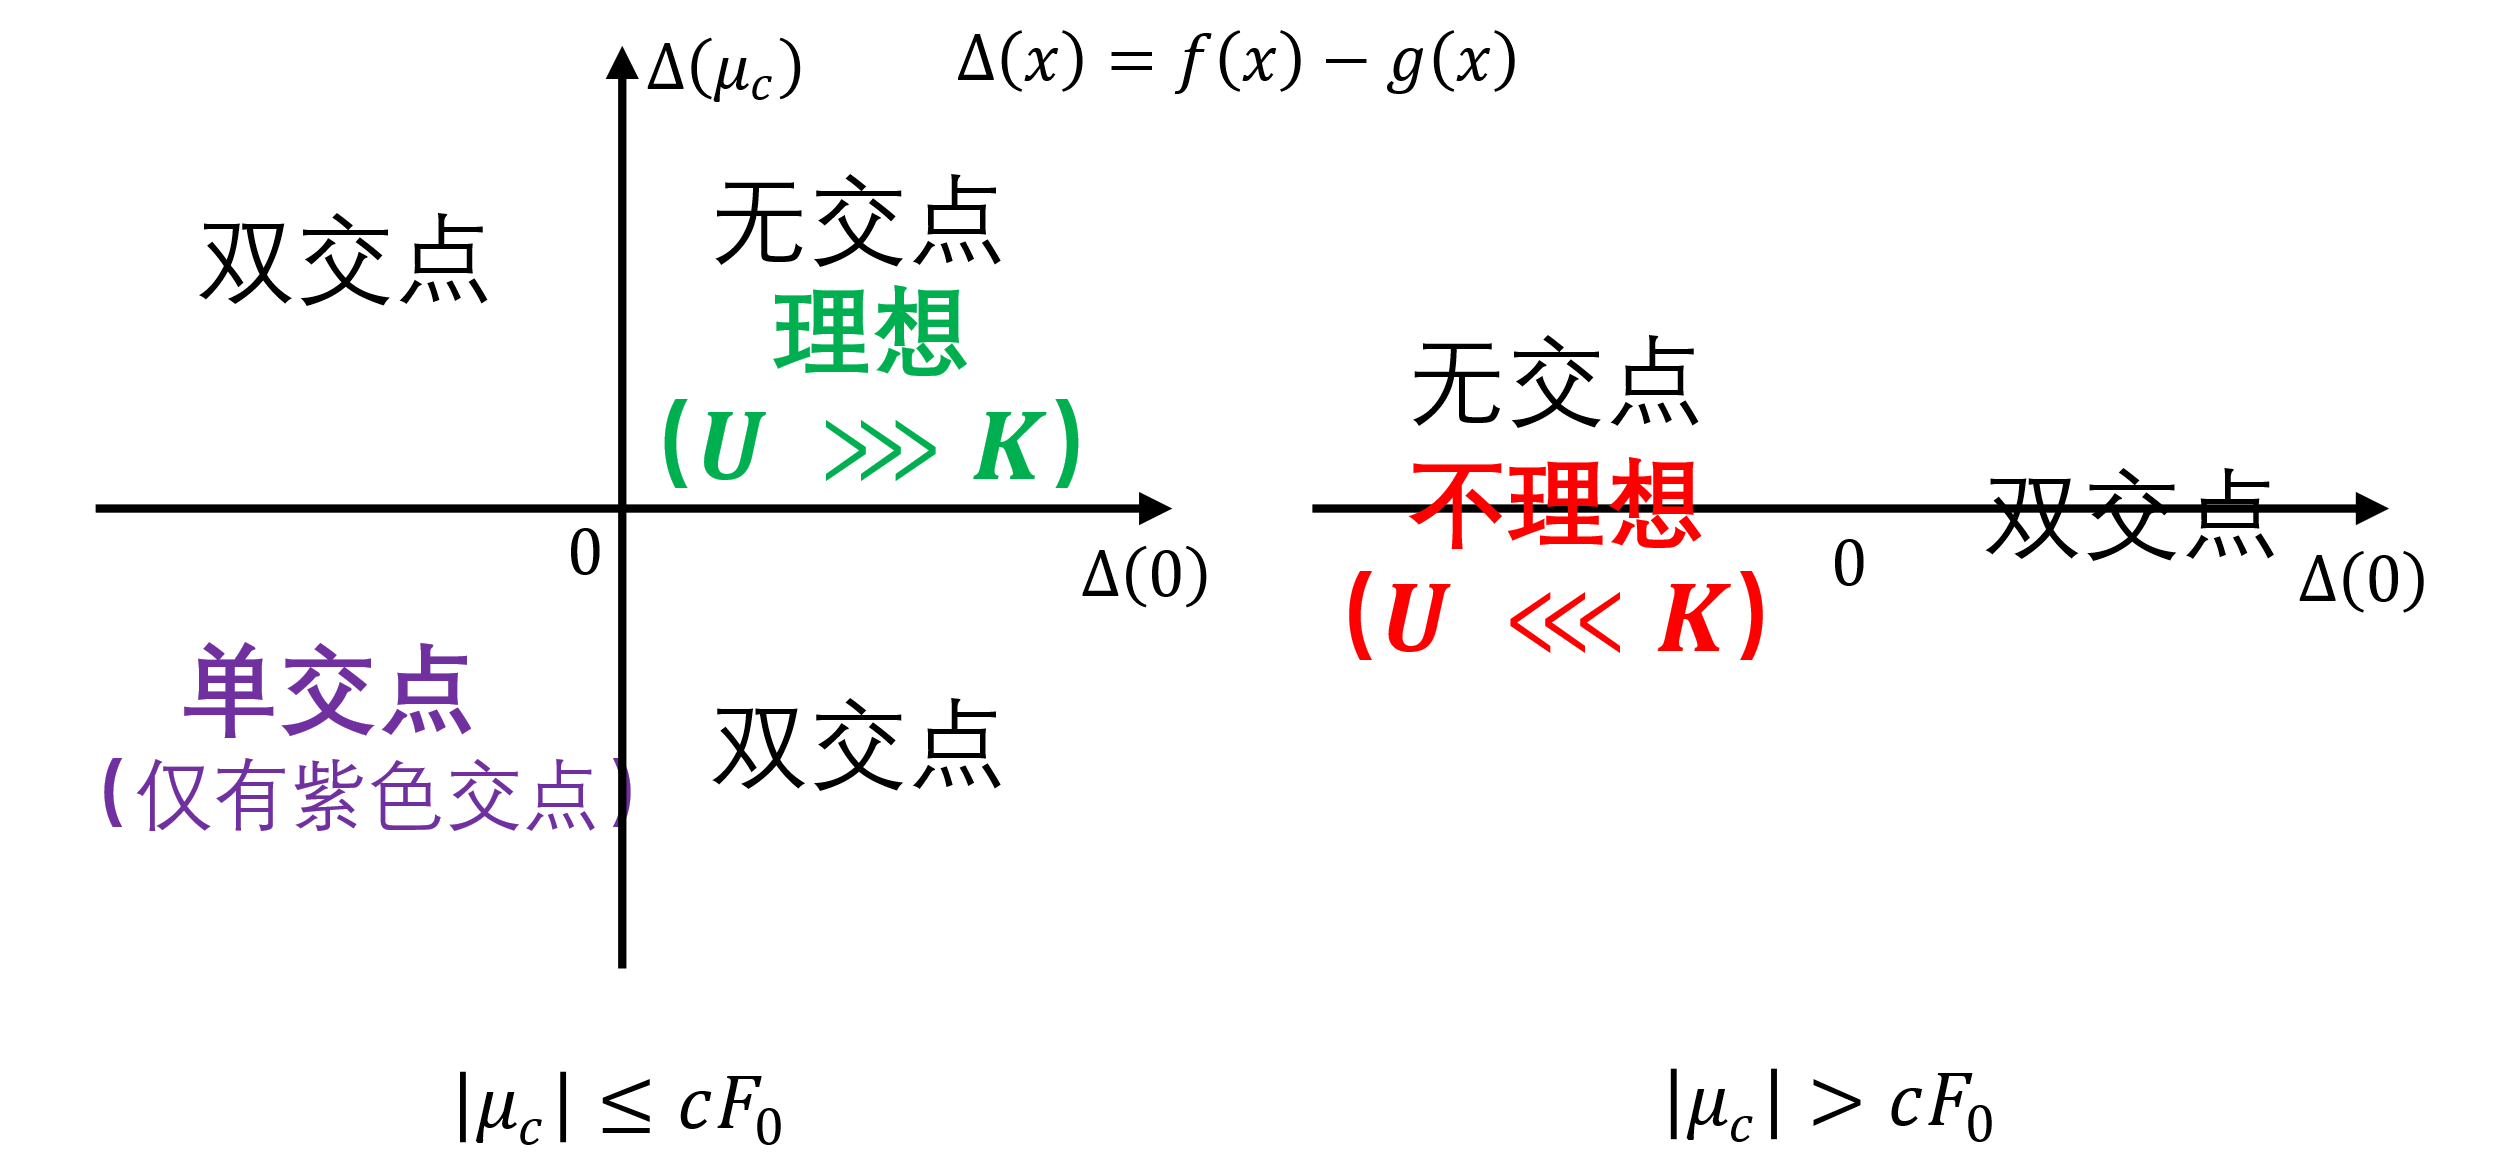 Δ(μ_c)
Δ(x) = f(x) − g(x)
双交点
无交点
理想
(U ⋙ K)
0
Δ(0)
单交点
(仅有紫色交点)
双交点
|μ_c| ≤ cF_0
无交点
不理想
(U ⋘ K)
双交点
0
Δ(0)
|μ_c| > cF_0